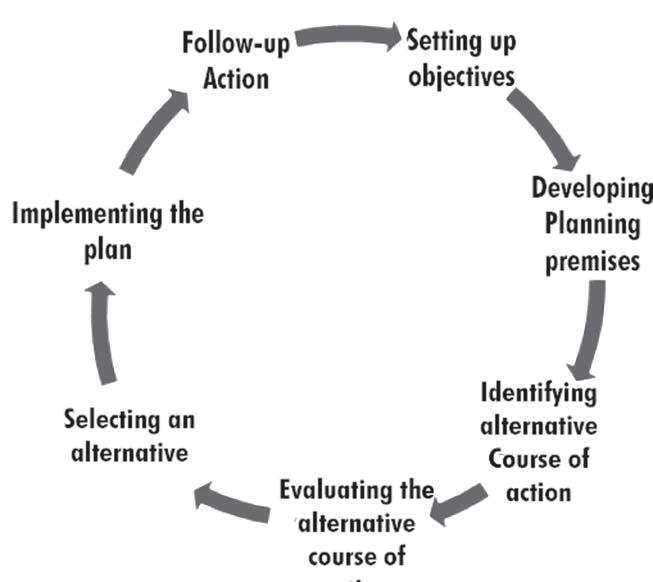 Follow-up
Action
Setting up
objectives
Developing
Planning
premises
Identifying
alternative
Course of
action
Evaluating the
alternative
course of
Selecting an
alternative
Implementing the
plan